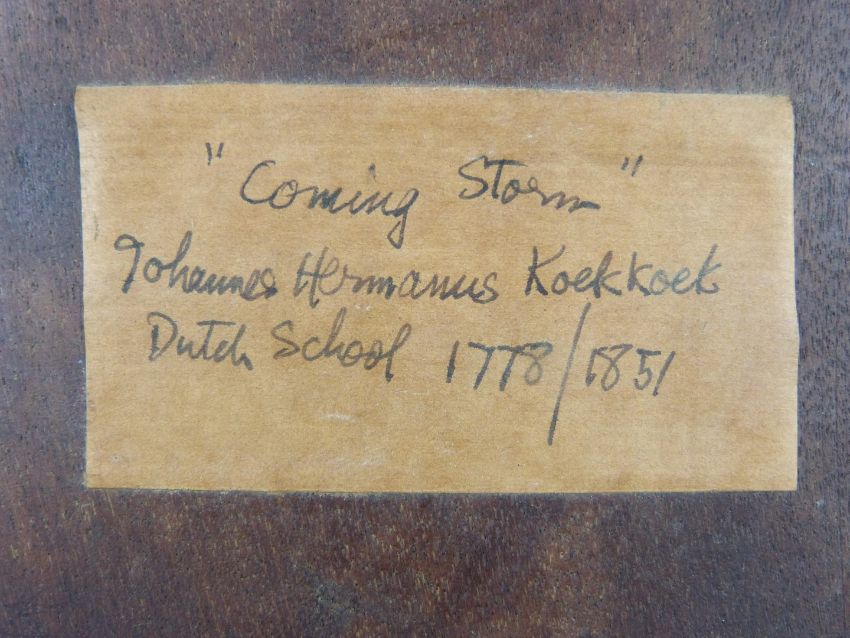 "Coming Storm"
Johannes Hermanus Koekkoek
Dutch School 1778/1851